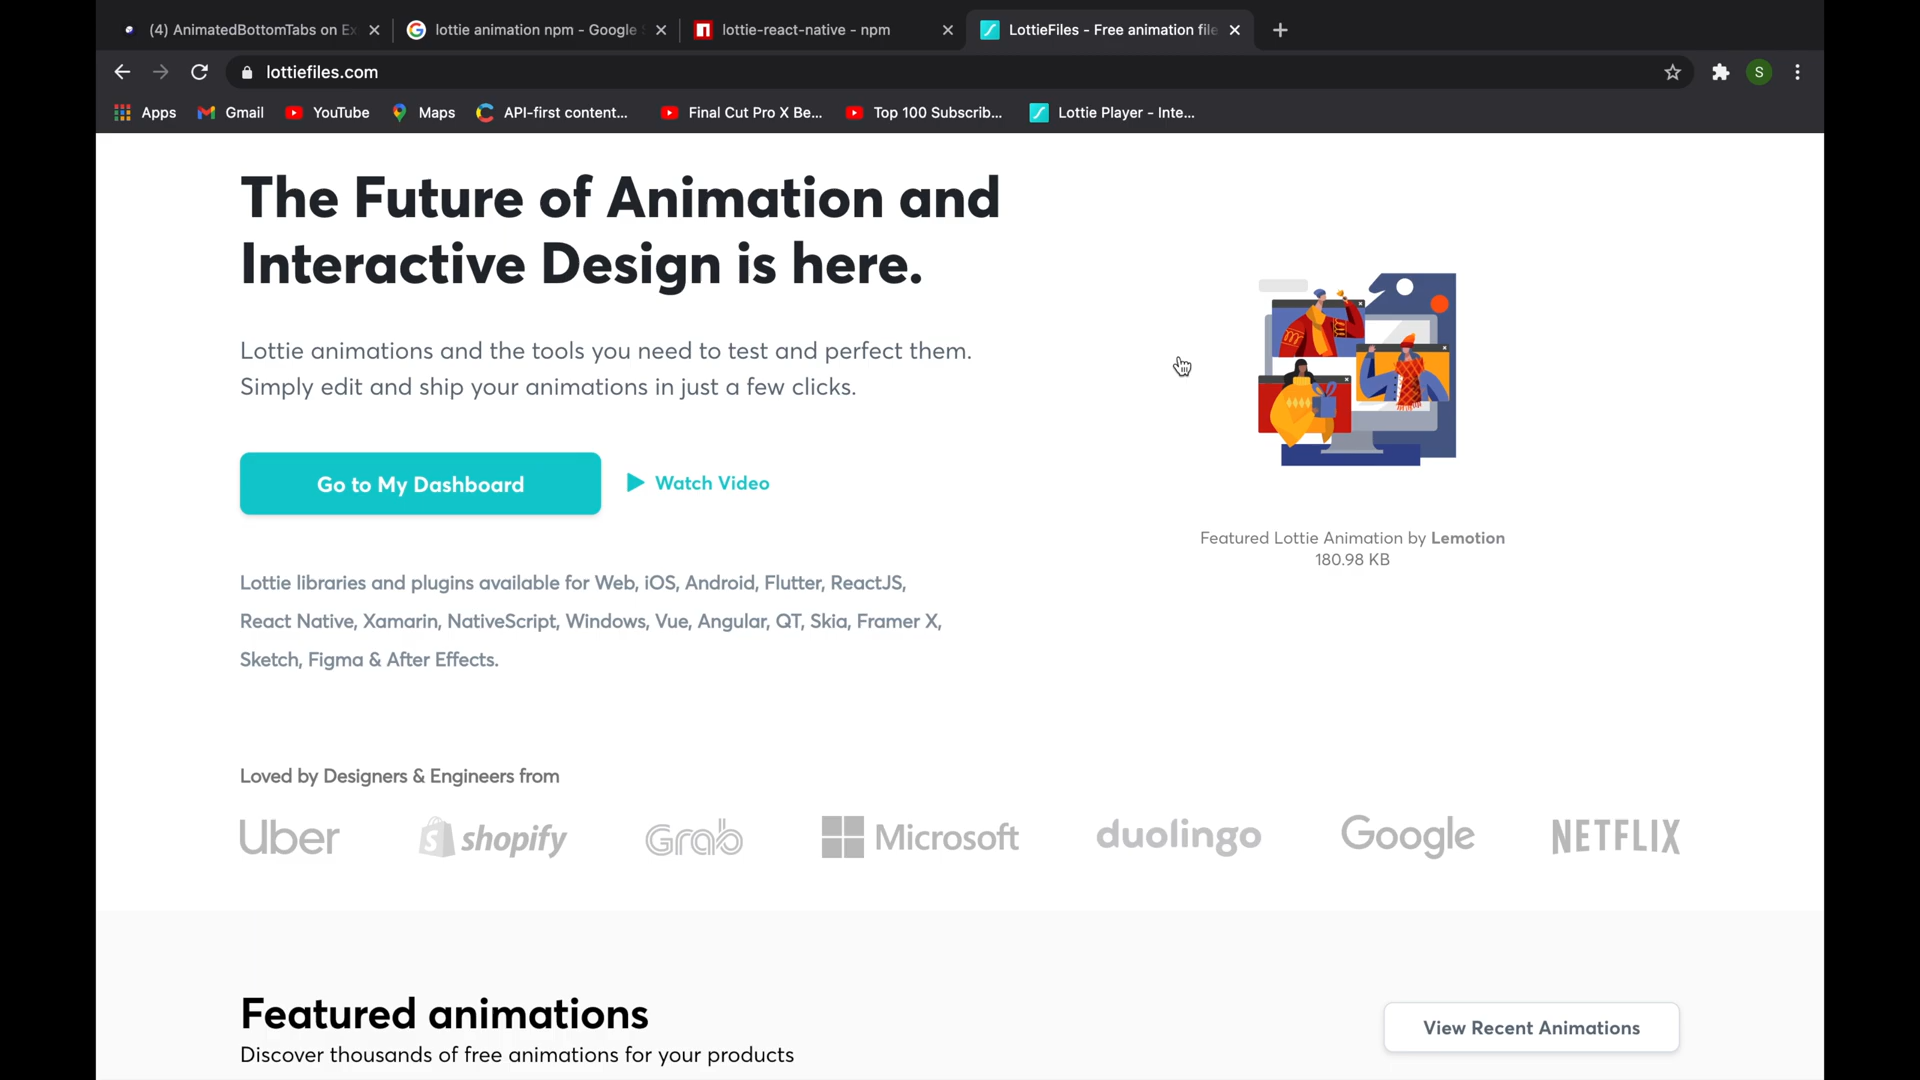 (4) AnimatedBottomTabs on Ex
lottie animation npm - Google
lottie-react-native - npm
LottieFiles - Free animation file
lottiefiles.com
S
Apps
Gmail
YouTube
Maps
API-first content...
Final Cut Pro X Be...
Top 100 Subscrib...
Lottie Player - Inte...
The Future of Animation and
Interactive Design is here.
Lottie animations and the tools you need to test and perfect them.
Simply edit and ship your animations in just a few clicks.
Go to My Dashboard
Watch Video
Featured Lottie Animation by Lemotion
180.98 KB
Lottie libraries and plugins available for Web, iOS, Android, Flutter, ReactJS,
React Native, Xamarin, NativeScript, Windows, Vue, Angular, QT, Skia, Framer X,
Sketch, Figma & After Effects.
Loved by Designers & Engineers from
Uber
shopify
Grab
Microsoft
duolingo
Google
NETFLIX
Featured animations
View Recent Animations
Discover thousands of free animations for your products